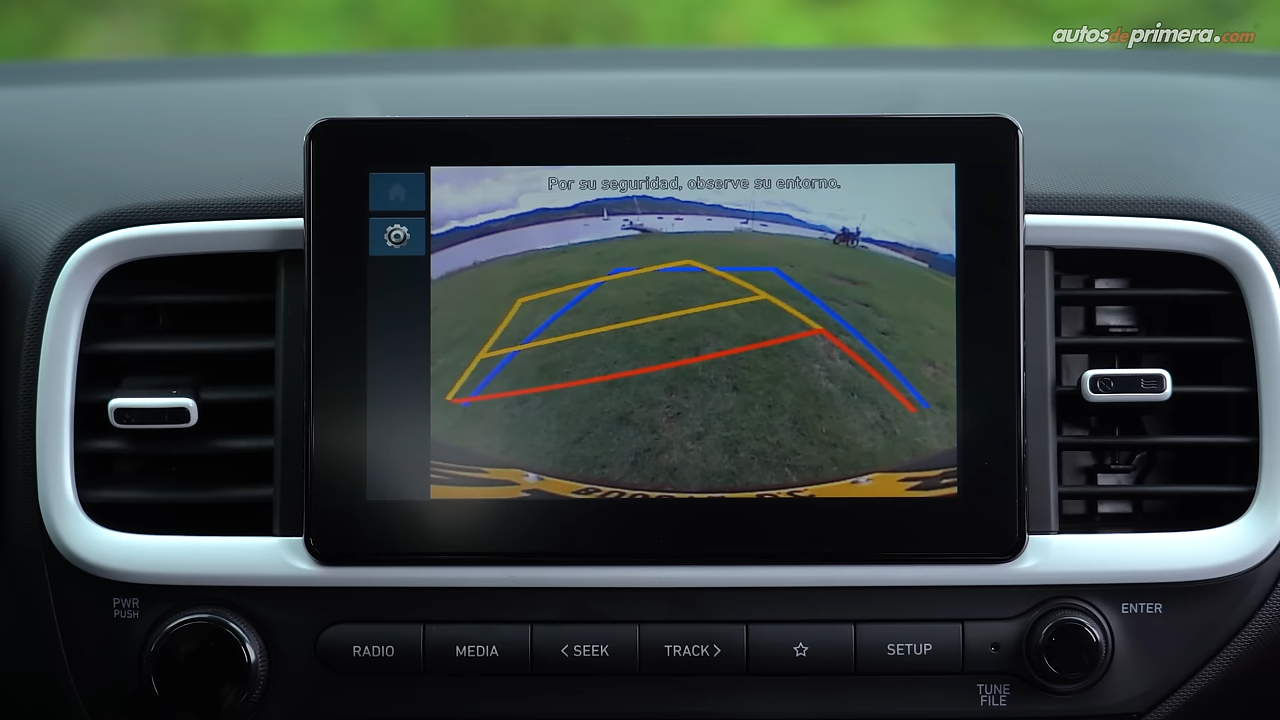 autosdeprimera.com
Por su seguridad, observe su entorno.
PWR
PUSH
RADIO
MEDIA
< SEEK
TRACK >
☆
SETUP
ENTER
TUNE
FILE